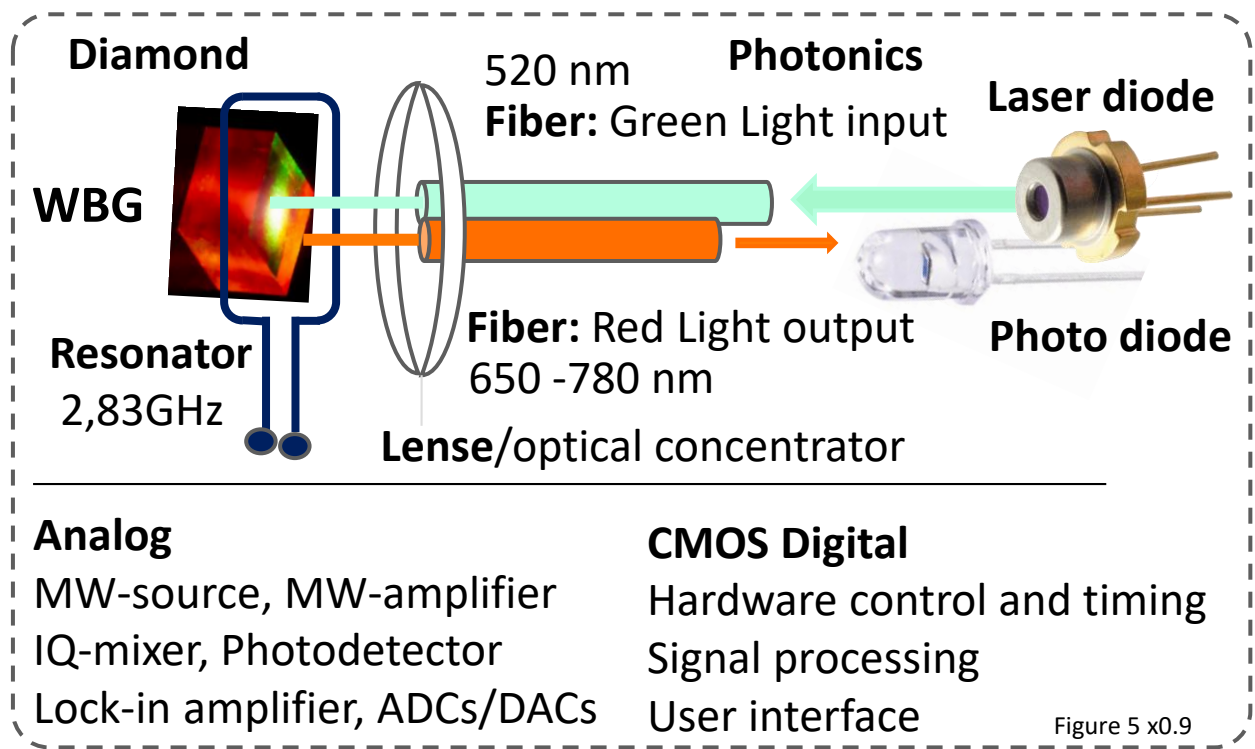 Diamond
520 nm
Photonics
Fiber: Green Light input
Laser diode
WBG
Fiber: Red Light output
650 -780 nm
Photo diode
Resonator
2,83GHz
Lense/optical concentrator
Analog
MW-source, MW-amplifier
IQ-mixer, Photodetector
Lock-in amplifier, ADCs/DACs
CMOS Digital
Hardware control and timing
Signal processing
User interface
Figure 5 x0.9